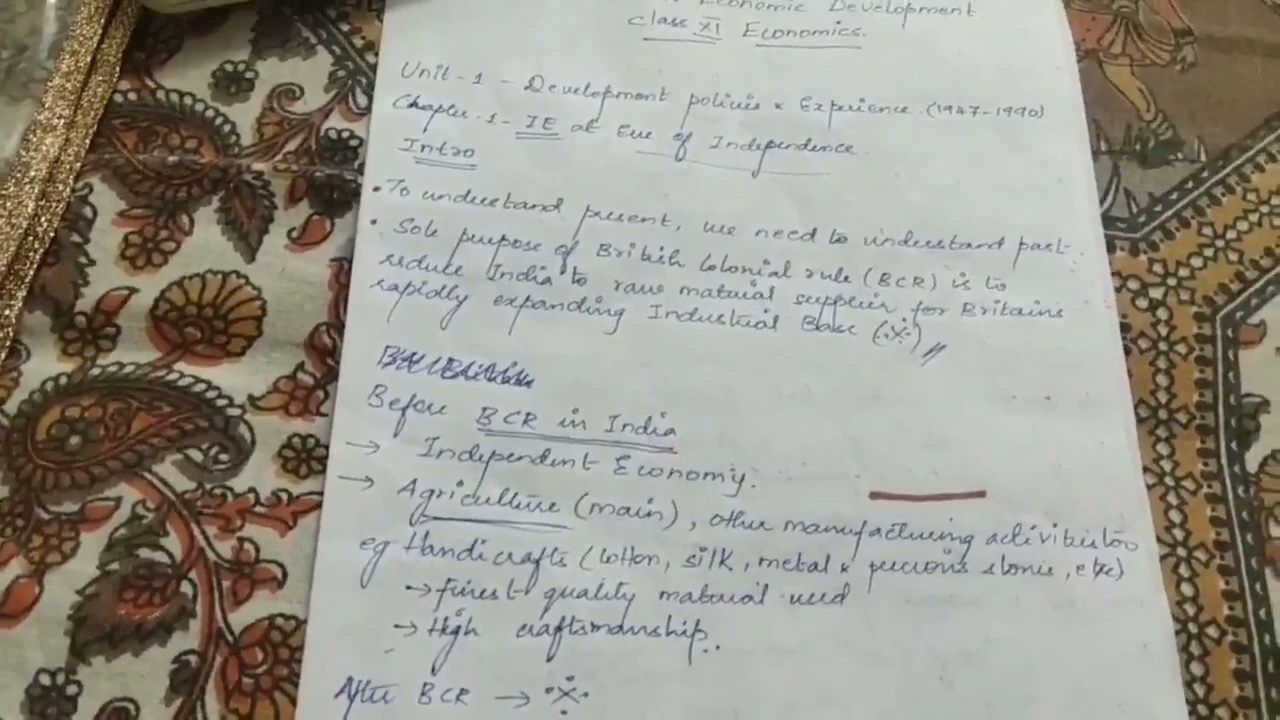 Economic Development
Class XI Economics.
Unit-1 - Development policies & Experience. (1947-1990)
Chapter-1- IE at Eve of Independence.
Intro
• To understand present, we need to understand past.
• Sole purpose of British Colonial rule (BCR) is to
reduce India to raw material supplier for Britains
rapidly expanding Industrial Base (※)
Before BCR in India
→ Independent Economy.
→ Agriculture (main), other manufacturing activities too
eg Handicrafts (Cotton, silk, metal & precious stones, etc)
→ finest quality material used
→ High craftsmanship.
After BCR → ※